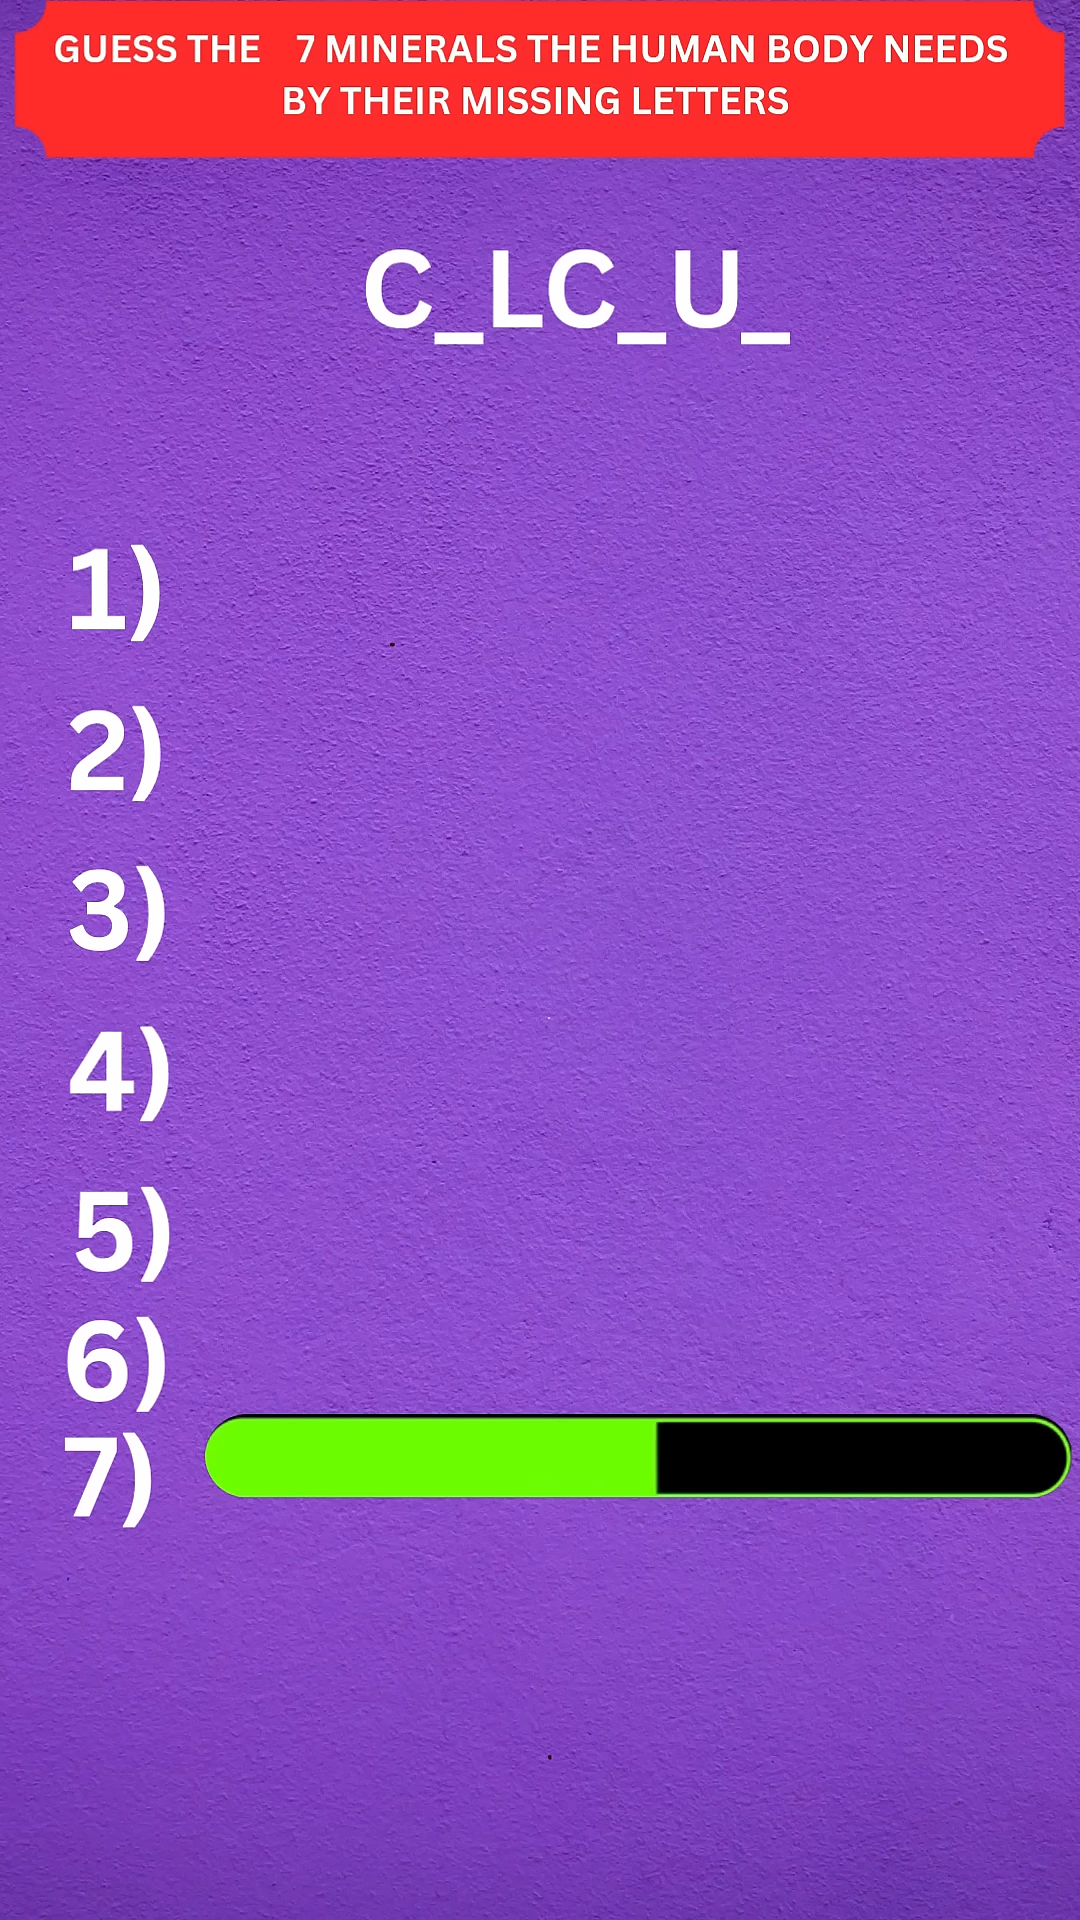 GUESS THE 7 MINERALS THE HUMAN BODY NEEDS
BY THEIR MISSING LETTERS
C_LC_U_
1)
2)
3)
4)
5)
6)
7)